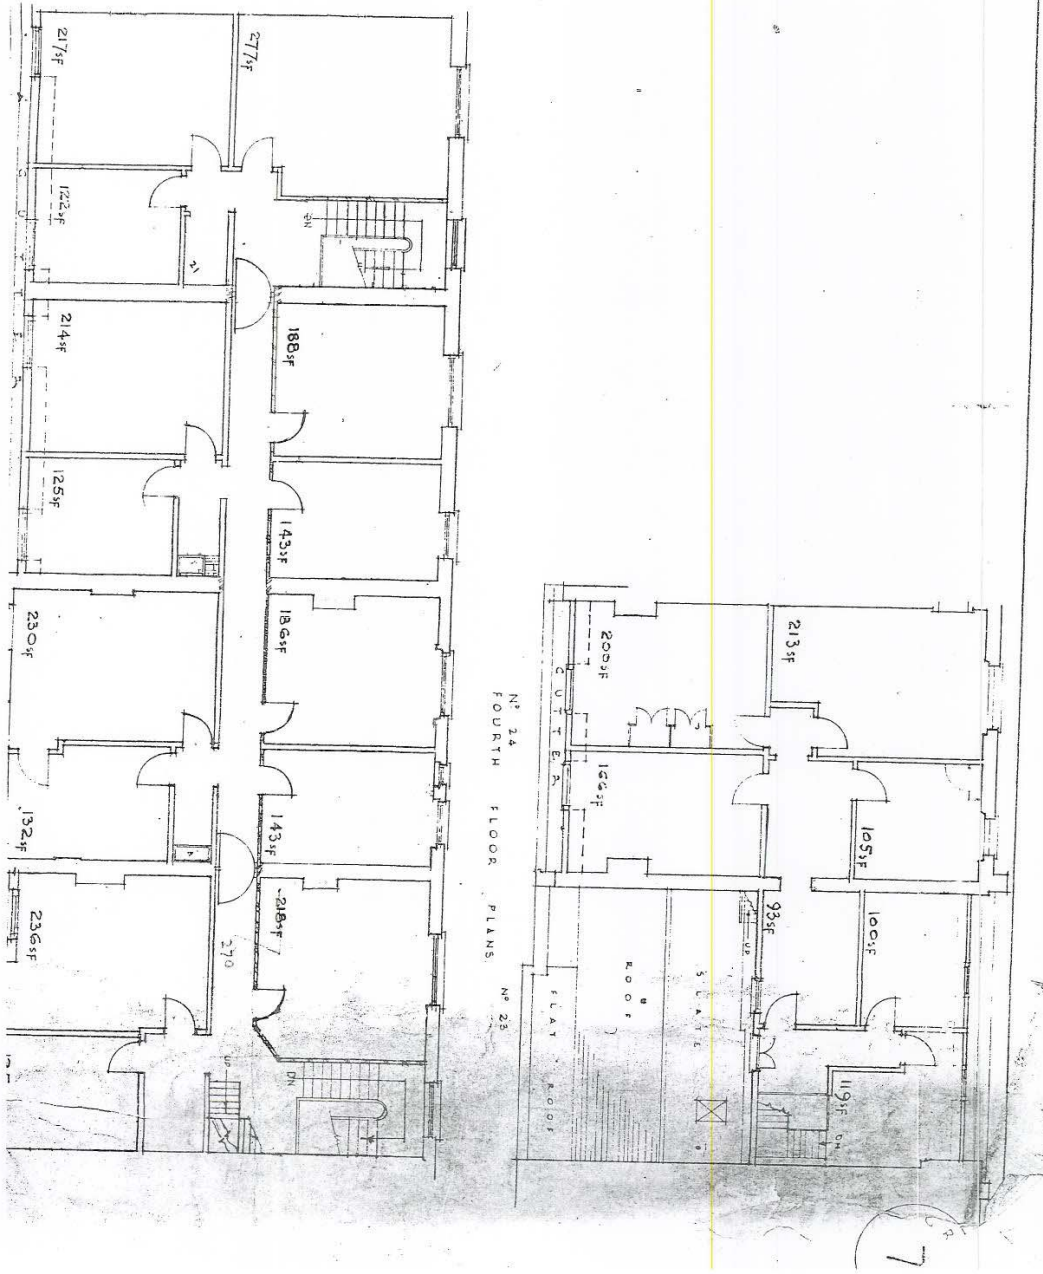 217SF
277SF
122SF
DN
21
214SF
188SF
125SF
143SF
230SF
186SF
132SF
143SF
236SF
218SF
270
UP
DN
Nº 24
FOURTH FLOOR PLANS
Nº 23
200SF
213SF
GUTTER
166SF
105SF
93SF
100SF
UP
SLATE
ROOF
FLAT ROOF
119SF
DN
7